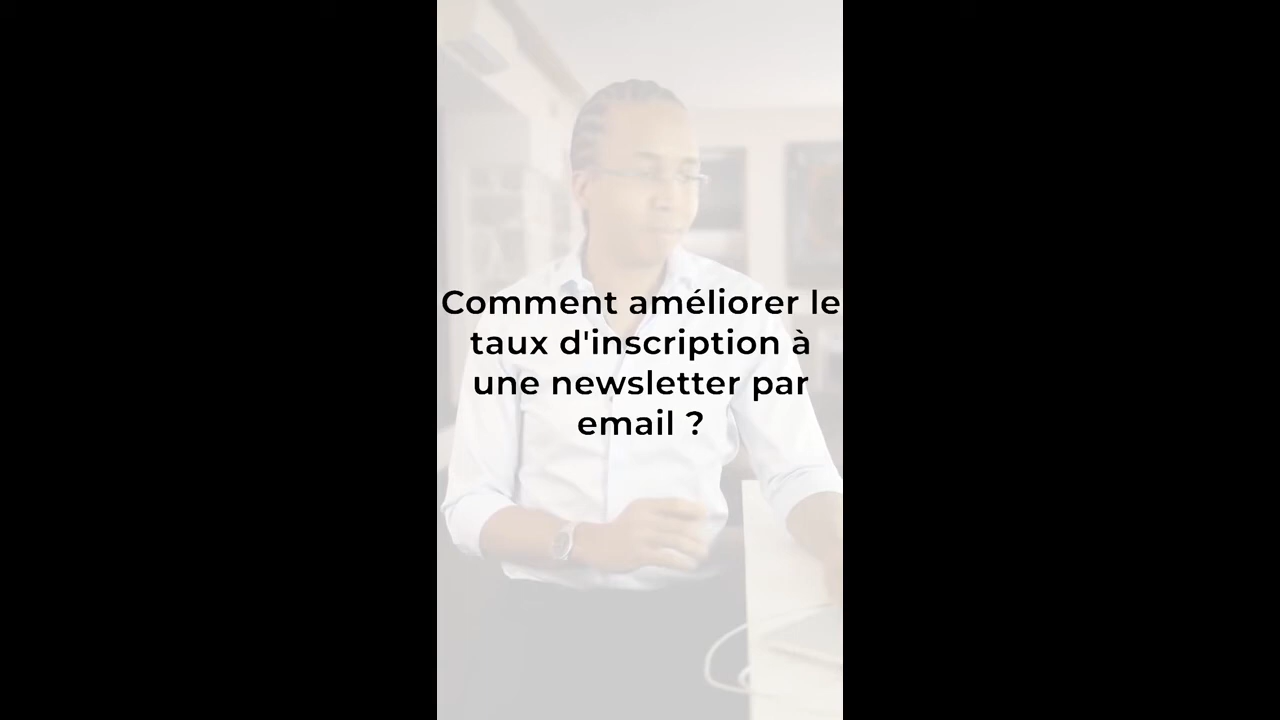 Comment améliorer le
taux d'inscription à
une newsletter par
email ?